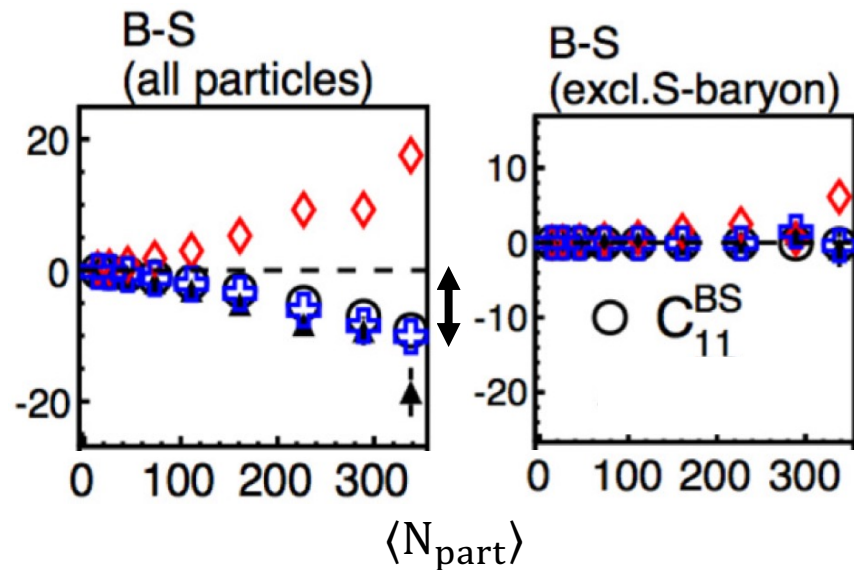 B-S
(all particles)
20
0
-20
0 100 200 300
B-S
(excl.S-baryon)
10
0
-10
-20
C₁₁ᴮˢ
0 100 200 300
⟨N_part⟩